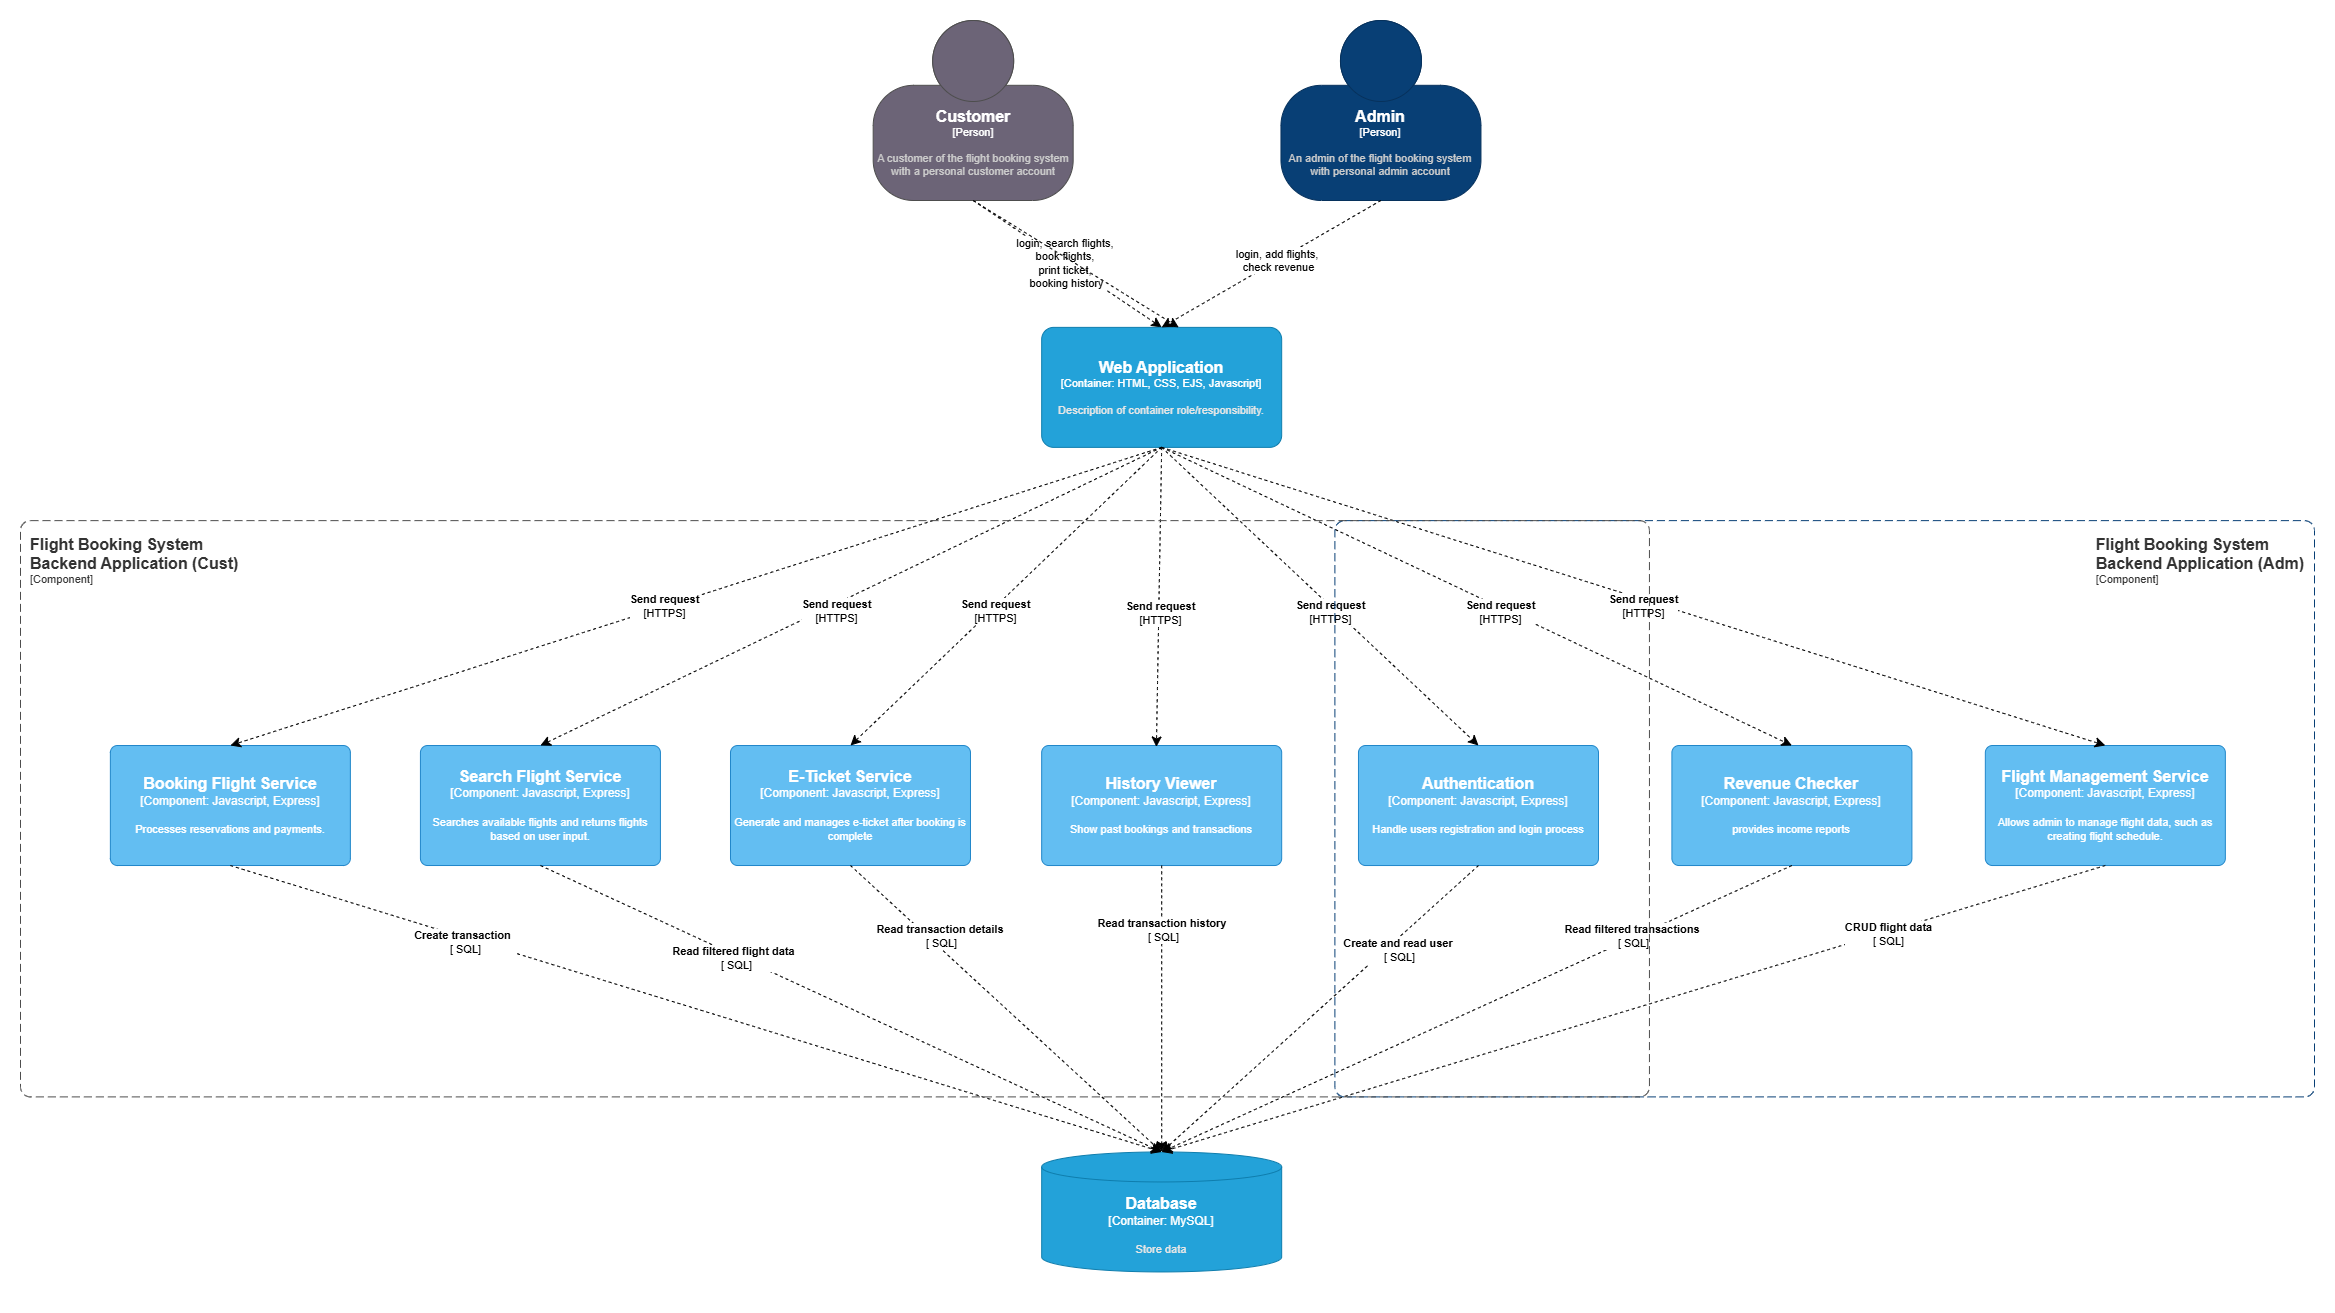 Customer
[Person]
A customer of the flight booking system
with a personal customer account
Admin
[Person]
An admin of the flight booking system
with personal admin account
login, search flights,
book flights,
print ticket,
booking history
login, add flights,
check revenue
Web Application
[Container: HTML, CSS, EJS, Javascript]
Description of container role/responsibility.
Flight Booking System
Backend Application (Cust)
[Component]
Flight Booking System
Backend Application (Adm)
[Component]
Send request
[HTTPS]
Send request
[HTTPS]
Send request
[HTTPS]
Send request
[HTTPS]
Send request
[HTTPS]
Send request
[HTTPS]
Send request
[HTTPS]
Booking Flight Service
[Component: Javascript, Express]
Processes reservations and payments.
Search Flight Service
[Component: Javascript, Express]
Searches available flights and returns flights
based on user input.
E-Ticket Service
[Component: Javascript, Express]
Generate and manages e-ticket after booking is
complete
History Viewer
[Component: Javascript, Express]
Show past bookings and transactions
Authentication
[Component: Javascript, Express]
Handle users registration and login process
Revenue Checker
[Component: Javascript, Express]
provides income reports
Flight Management Service
[Component: Javascript, Express]
Allows admin to manage flight data, such as
creating flight schedule.
Create transaction
[ SQL]
Read filtered flight data
[ SQL]
Read transaction details
[ SQL]
Read transaction history
[ SQL]
Create and read user
[ SQL]
Read filtered transactions
[ SQL]
CRUD flight data
[ SQL]
Database
[Container: MySQL]
Store data